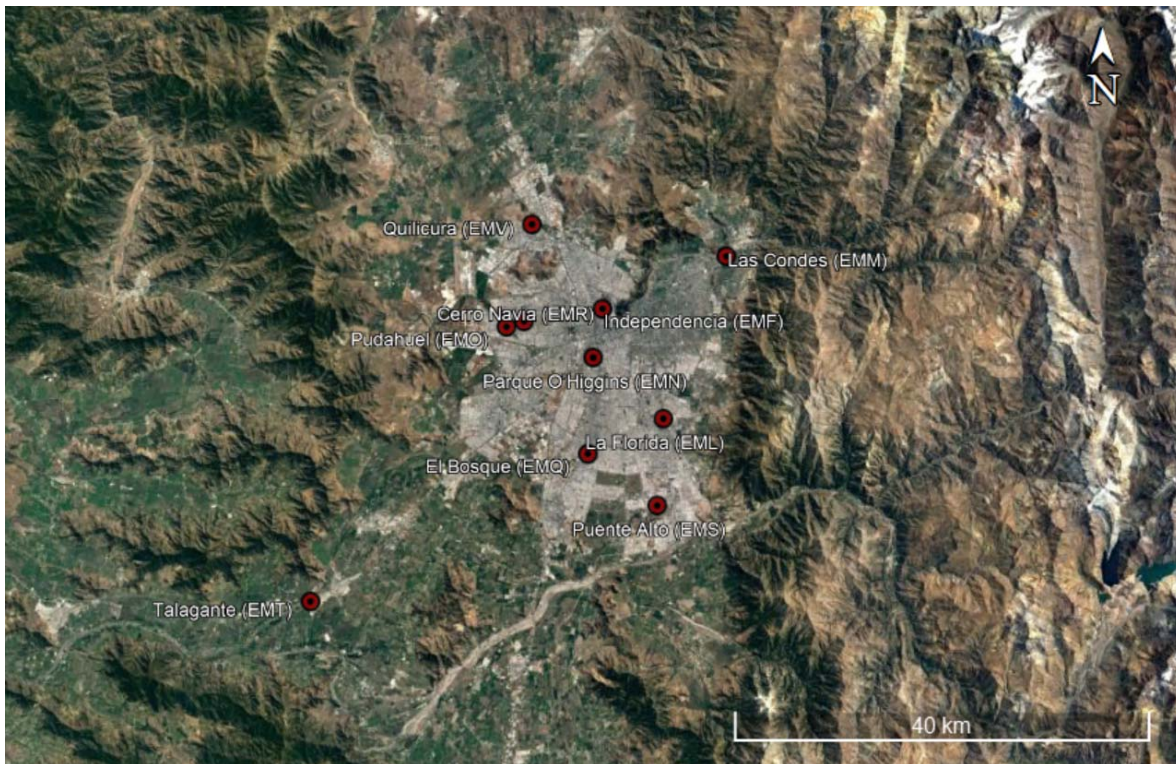 N
Quilicura (EMV)
Las Condes (EMM)
Cerro Navia (EMR)
Independencia (EMF)
Pudahuel (EMO)
Parque O'Higgins (EMN)
La Florida (EML)
El Bosque (EMQ)
Puente Alto (EMS)
Talagante (EMT)
40 km